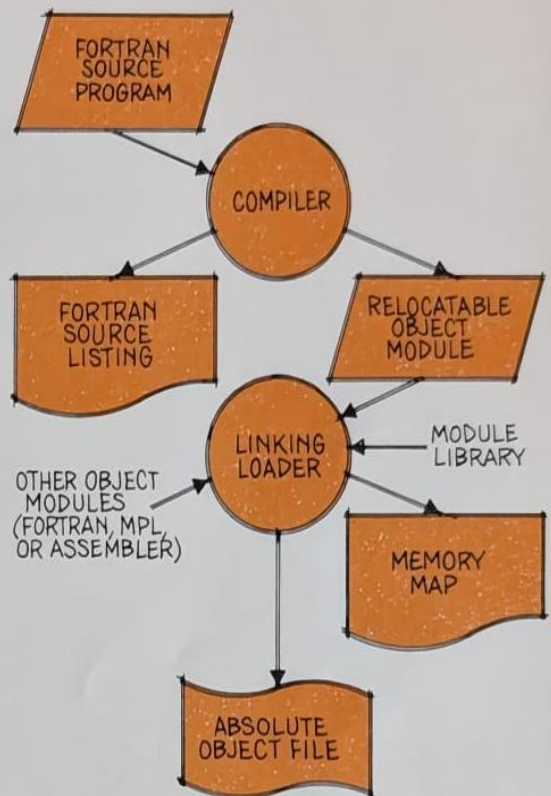 FORTRAN
SOURCE
PROGRAM
COMPILER
FORTRAN
SOURCE
LISTING
RELOCATABLE
OBJECT
MODULE
LINKING
LOADER
MODULE
LIBRARY
OTHER OBJECT
MODULES
(FORTRAN, MPL,
OR ASSEMBLER)
MEMORY
MAP
ABSOLUTE
OBJECT FILE